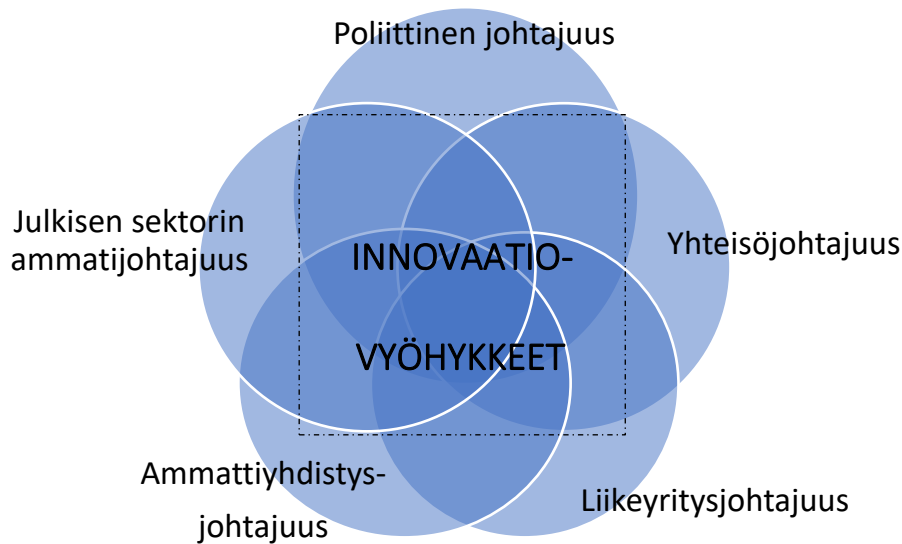 Poliittinen johtajuus
Julkisen sektorin
ammatijohtajuus
Yhteisöjohtajuus
INNOVAATIO-
VYÖHYKKEET
Ammattiyhdistys-
johtajuus
Liikeyritysjohtajuus